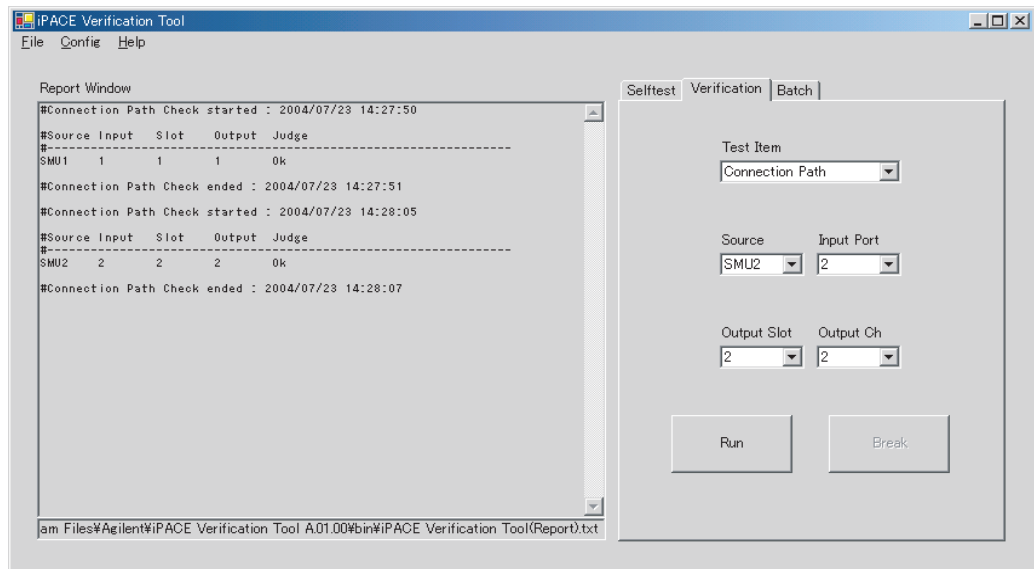 iPACE Verification Tool
File Config Help
Report Window
#Connection Path Check started : 2004/07/23 14:27:50
#Source Input Slot Output Judge
#------------------------------------------------------------
SMU1 1 1 1 Ok
#Connection Path Check ended : 2004/07/23 14:27:51
#Connection Path Check started : 2004/07/23 14:28:05
#Source Input Slot Output Judge
#------------------------------------------------------------
SMU2 2 2 2 Ok
#Connection Path Check ended : 2004/07/23 14:28:07
am Files¥Agilent¥iPACE Verification Tool A.01.00¥bin¥iPACE Verification Tool(Report).txt
Selftest Verification Batch
Test Item
Connection Path
Source Input Port
SMU2 2
Output Slot Output Ch
2 2
Run Break